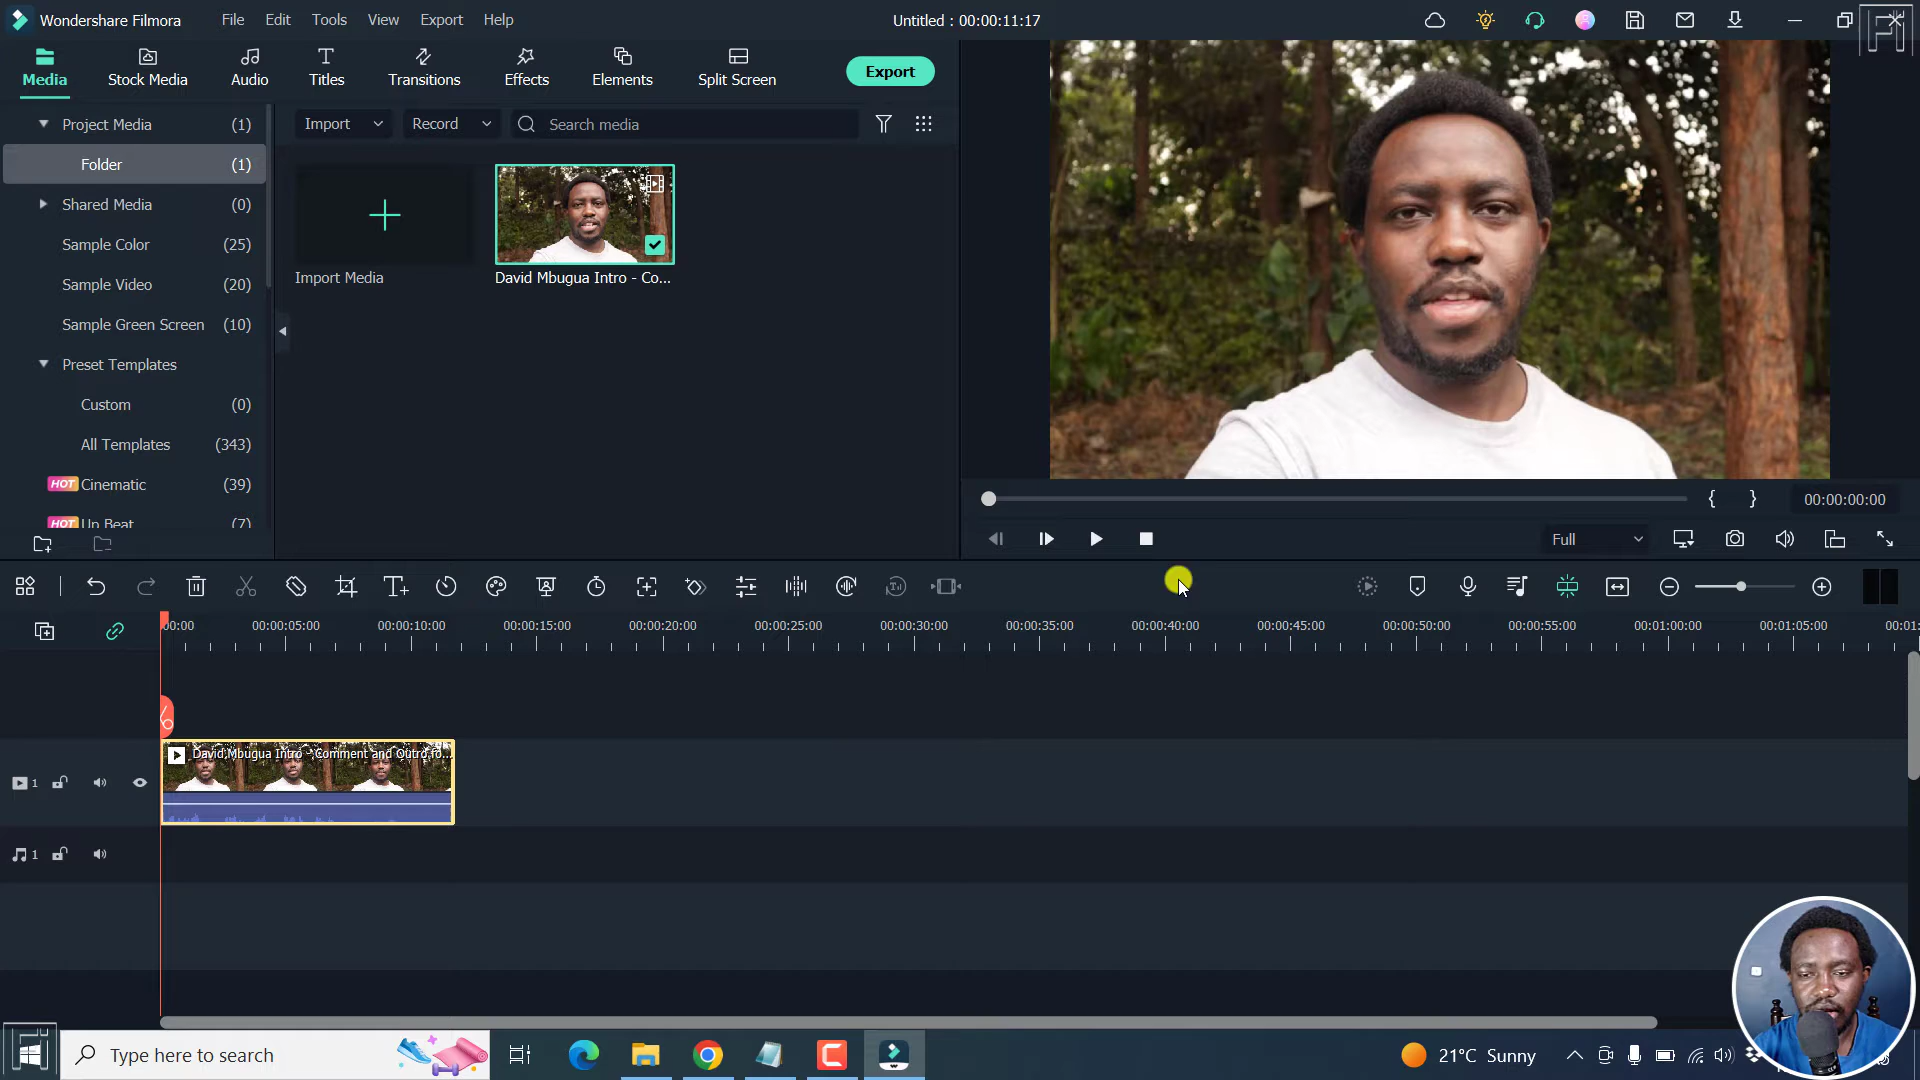 Wondershare Filmora File Edit Tools View Export Help Untitled : 00:00:11:17
Media Stock Media Audio Titles Transitions Effects Elements Split Screen Export
Project Media (1)
Folder (1)
Shared Media (0)
Sample Color (25)
Sample Video (20)
Sample Green Screen (10)
Preset Templates
Custom (0)
All Templates (343)
HOT Cinematic (39)
HOT Up Beat (7)
Import Record Search media
Import Media David Mbugua Intro - Co...
00:00:00:00
Full
00:00 00:00:05:00 00:00:10:00 00:00:15:00 00:00:20:00 00:00:25:00 00:00:30:00 00:00:35:00 00:00:40:00 00:00:45:00 00:00:50:00 00:00:55:00 00:01:00:00 00:01:05:00 00:01:
David Mbugua Intro - Comment and Outro fo...
1
1
Type here to search 21°C Sunny